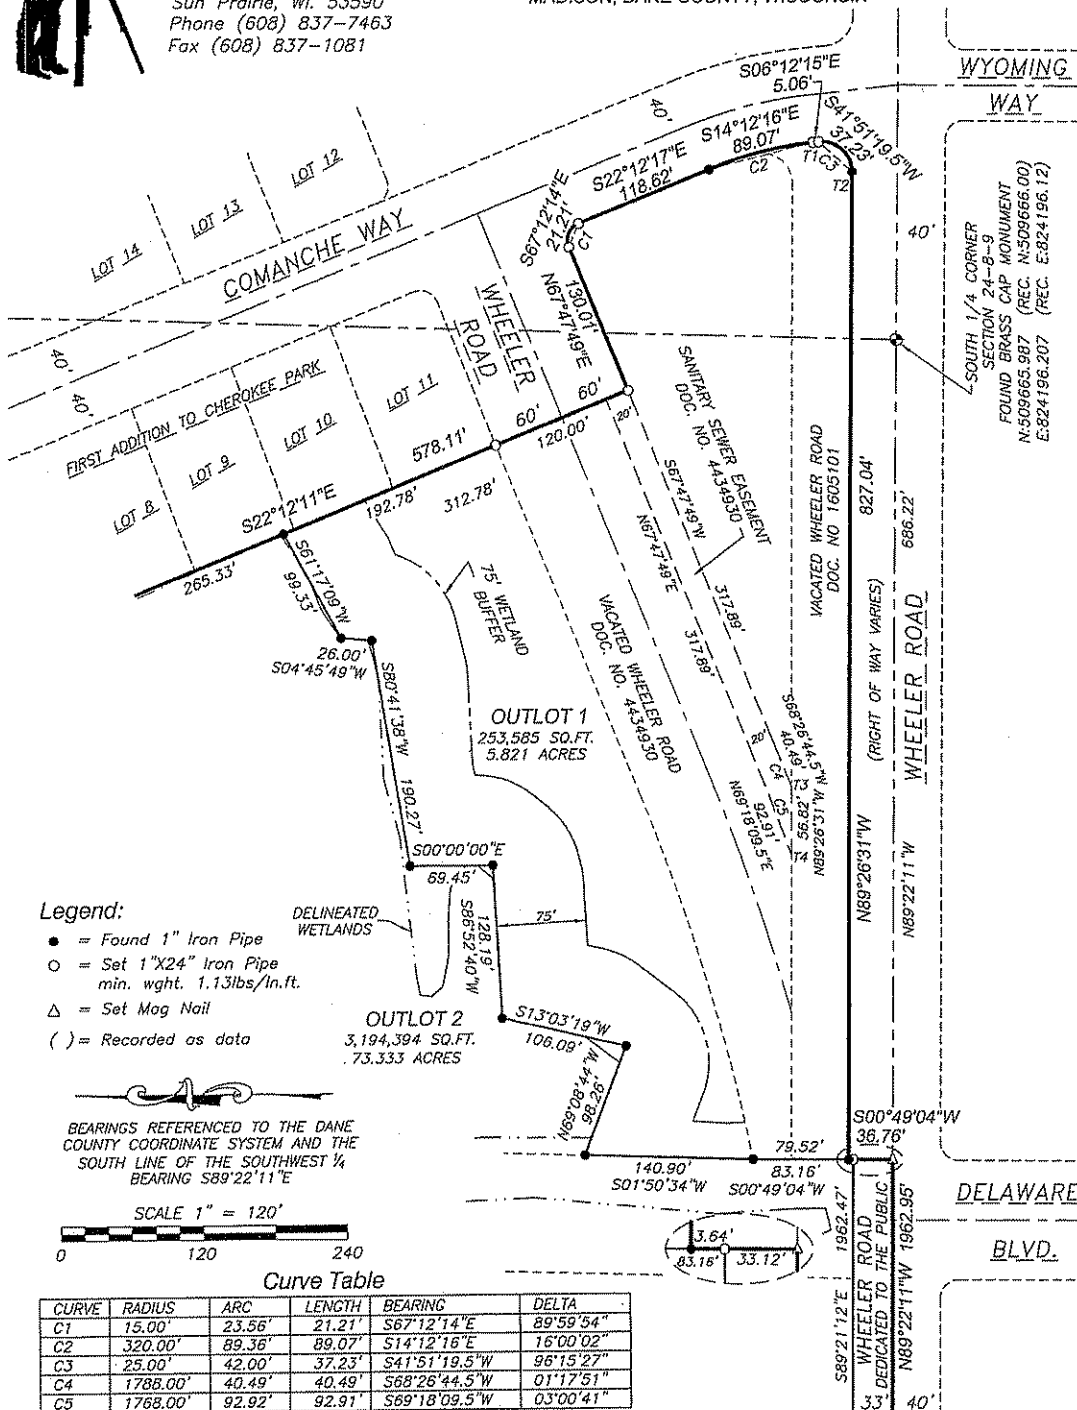 Sun Prairie, WI. 53590
Phone (608) 837-7463
Fax (608) 837-1081
MADISON, DANE COUNTY, WISCONSIN
WYOMING
WAY
S06°12'15"E
5.06'
S41°51'19.5"W
37.23'
S14°12'16"E
89.07'
C2
T1
C3
T2
40'
S22°12'17"E
118.62'
S67°12'14"E
21.21'
C1
130.01'
N67°47'49"E
LOT 12
LOT 13
LOT 14
COMANCHE WAY
WHEELER
ROAD
40'
40'
40'
SOUTH 1/4 CORNER
SECTION 24-8-9
FOUND BRASS CAP MONUMENT
N:509665.987 (REC. N:509666.00)
E:824196.207 (REC. E:824196.12)
FIRST ADDITION TO CHEROKEE PARK
LOT 11
LOT 10
LOT 9
LOT 8
60'
60'
120.00'
20'
578.11'
S22°12'11"E
192.78'
312.78'
265.33'
SANITARY SEWER EASEMENT
DOC. NO. 4434930
S67°47'49"W
317.89'
N67°47'49"E
317.89'
VACATED WHEELER ROAD
DOC. NO 1605101
827.04'
686.22'
(RIGHT OF WAY VARIES)
WHEELER ROAD
N89°26'31"W
N89°22'11"W
S61°17'09"W
99.33'
26.00'
S04°45'49"W
S80°41'38"W
190.27'
75' WETLAND
BUFFER
VACATED WHEELER ROAD
DOC. NO. 4434930
OUTLOT 1
253,585 SQ.FT.
5.821 ACRES
S68°26'44.5"W
40.49'
20'
C4
T3
C5
56.82'
N89°26'31"W
T4
N69°18'09.5"E
92.91'
S00°00'00"E
69.45'
DELINEATED
WETLANDS
128.19'
S86°52'40"W
75'
Legend:
● = Found 1" Iron Pipe
○ = Set 1"X24" Iron Pipe
min. wght. 1.13lbs/ln.ft.
△ = Set Mag Nail
( )= Recorded as data
OUTLOT 2
3,194,394 SQ.FT.
73.333 ACRES
S13°03'19"W
106.09'
N69°08'44"W
98.26'
BEARINGS REFERENCED TO THE DANE
COUNTY COORDINATE SYSTEM AND THE
SOUTH LINE OF THE SOUTHWEST ¼
BEARING S89°22'11"E
S00°49'04"W
36.76'
79.52'
140.90'
S01°50'34"W
83.16'
S00°49'04"W
DELAWARE
BLVD.
SCALE 1" = 120'
0 120 240
3.64'
83.16'
33.12'
S89°21'12"E 1962.47'
WHEELER ROAD
DEDICATED TO THE PUBLIC
N89°22'11"W 1962.95'
33'
40'
Curve Table
CURVE RADIUS ARC LENGTH BEARING DELTA
C1 15.00' 23.56' 21.21' S67°12'14"E 89°59'54"
C2 320.00' 89.36' 89.07' S14°12'16"E 16°00'02"
C3 25.00' 42.00' 37.23' S41°51'19.5"W 96°15'27"
C4 1788.00' 40.49' 40.49' S68°26'44.5"W 01°17'51"
C5 1768.00' 92.92' 92.91' S69°18'09.5"W 03°00'41"